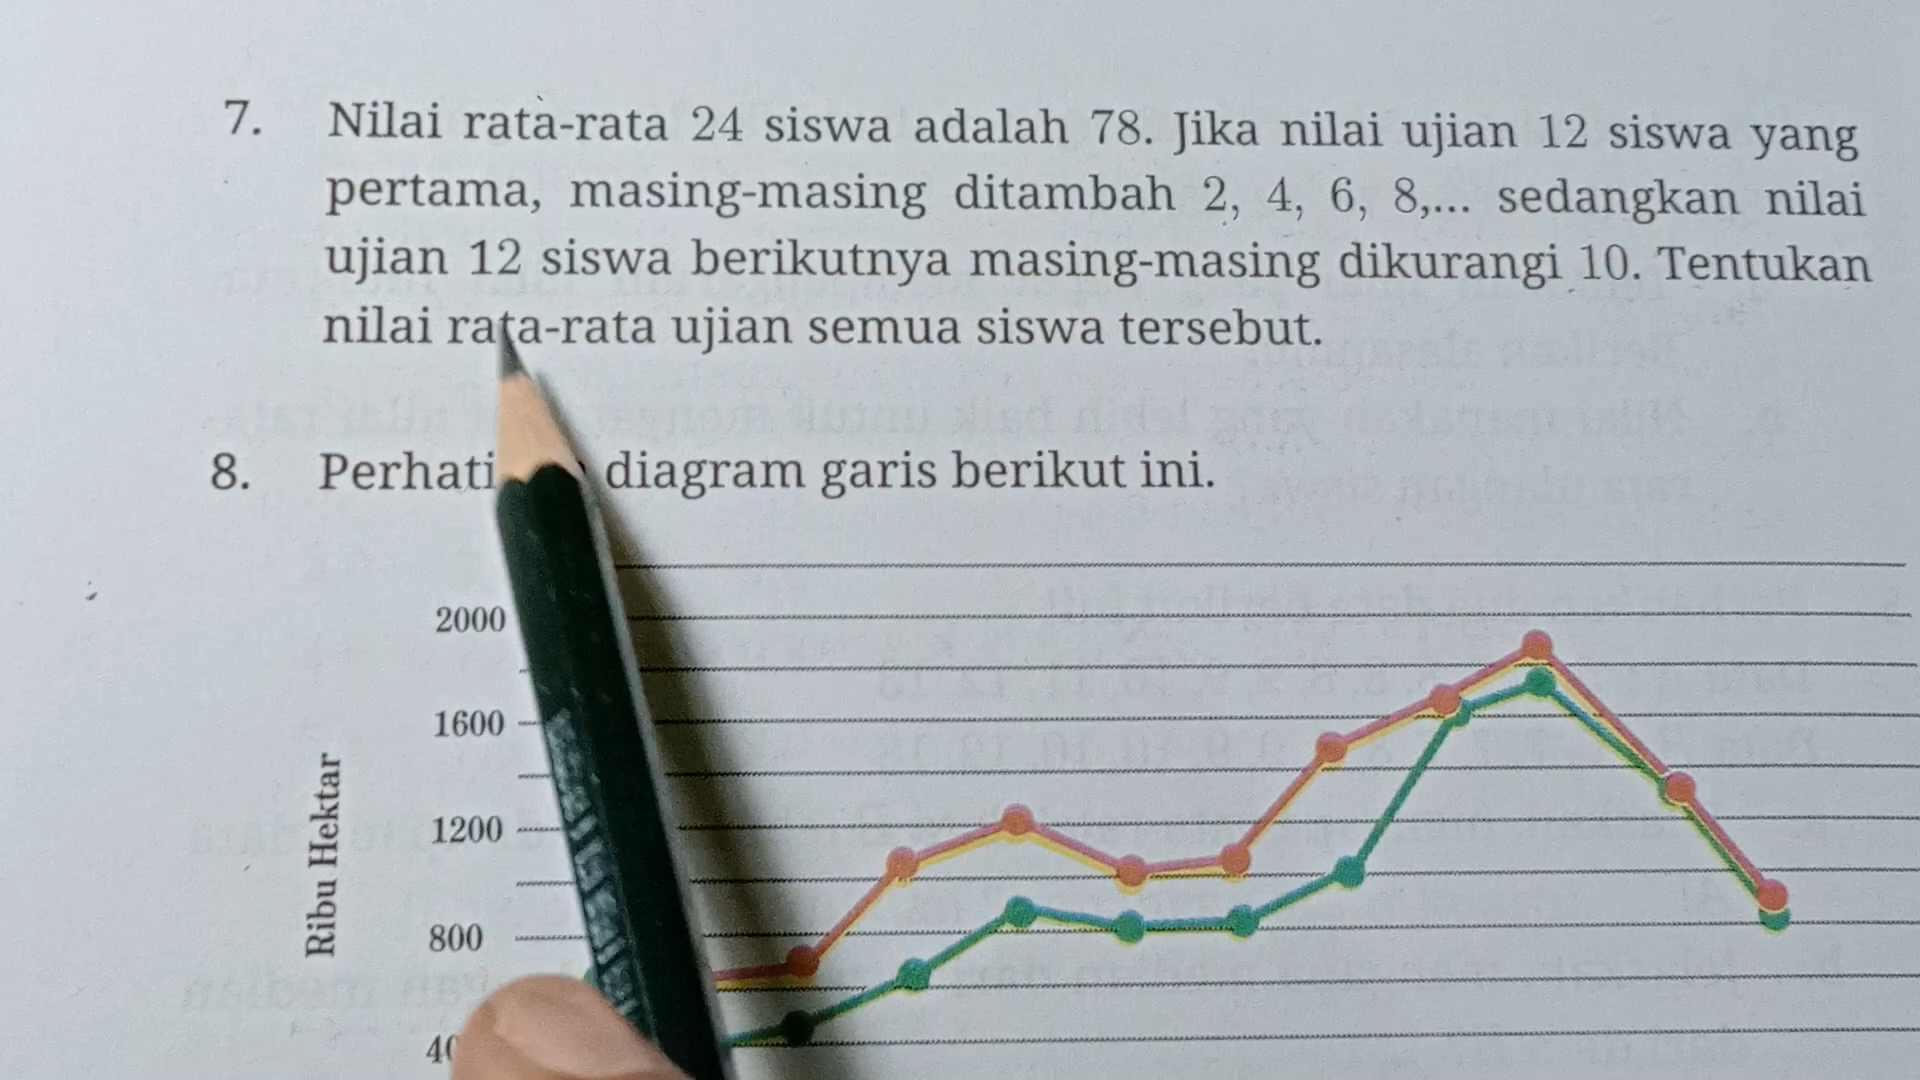 7. Nilai rata-rata 24 siswa adalah 78. Jika nilai ujian 12 siswa yang
pertama, masing-masing ditambah 2, 4, 6, 8,... sedangkan nilai
ujian 12 siswa berikutnya masing-masing dikurangi 10. Tentukan
nilai rata-rata ujian semua siswa tersebut.
8. diagram garis berikut ini.
2000
1600
1200
800
Ribu Hektar